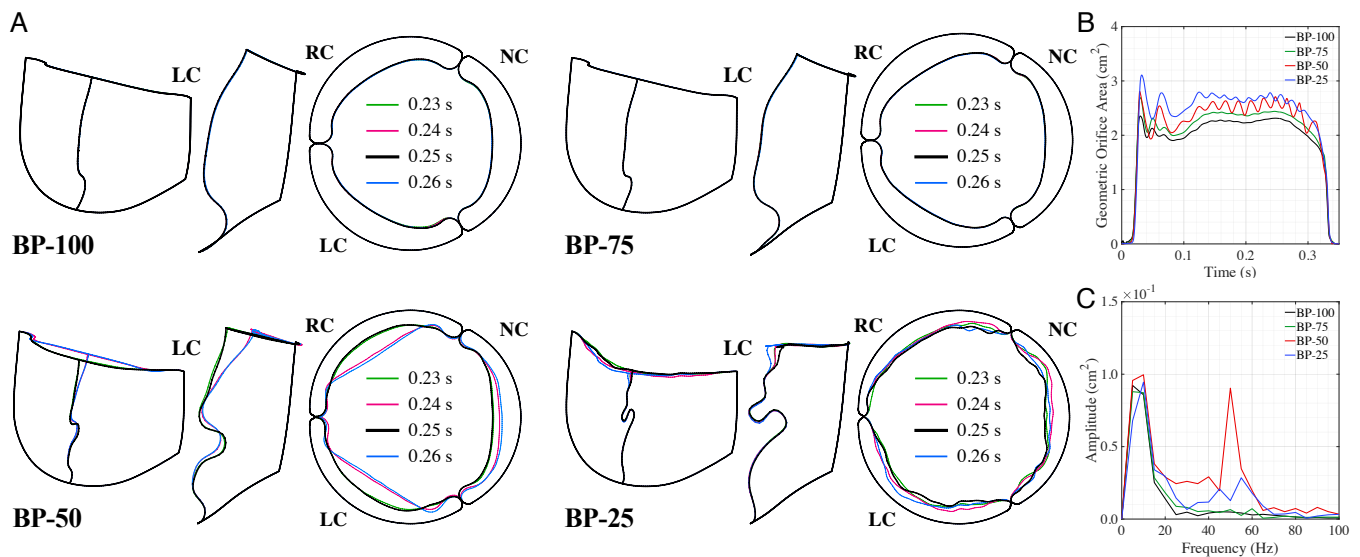 A
LC
RC
NC
0.23 s
0.24 s
0.25 s
0.26 s
LC
BP-100
LC
RC
NC
0.23 s
0.24 s
0.25 s
0.26 s
LC
BP-75
LC
RC
NC
0.23 s
0.24 s
0.25 s
0.26 s
LC
BP-50
LC
RC
NC
0.23 s
0.24 s
0.25 s
0.26 s
LC
BP-25
B
Geometric Orifice Area (cm²)
4
3
2
1
0
BP-100
BP-75
BP-50
BP-25
0 0.1 0.2 0.3
Time (s)
C
×10⁻¹
Amplitude (cm²)
1.5
1.0
0.5
0.0
BP-100
BP-75
BP-50
BP-25
0 20 40 60 80 100
Frequency (Hz)